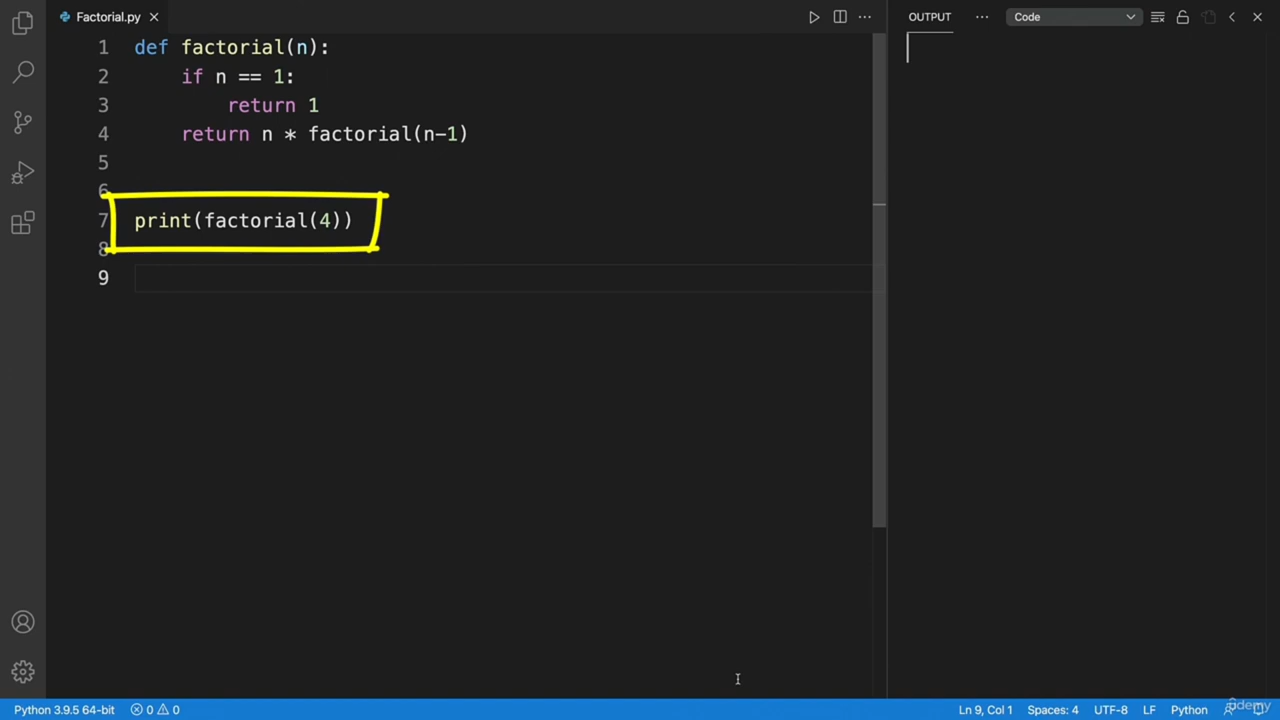 Factorial.py
OUTPUT
Code
1 def factorial(n):
2     if n == 1:
3         return 1
4     return n * factorial(n-1)
5
6
7 print(factorial(4))
8
9
Python 3.9.5 64-bit
0
0
Ln 9, Col 1
Spaces: 4
UTF-8
LF
Python
ûdemy